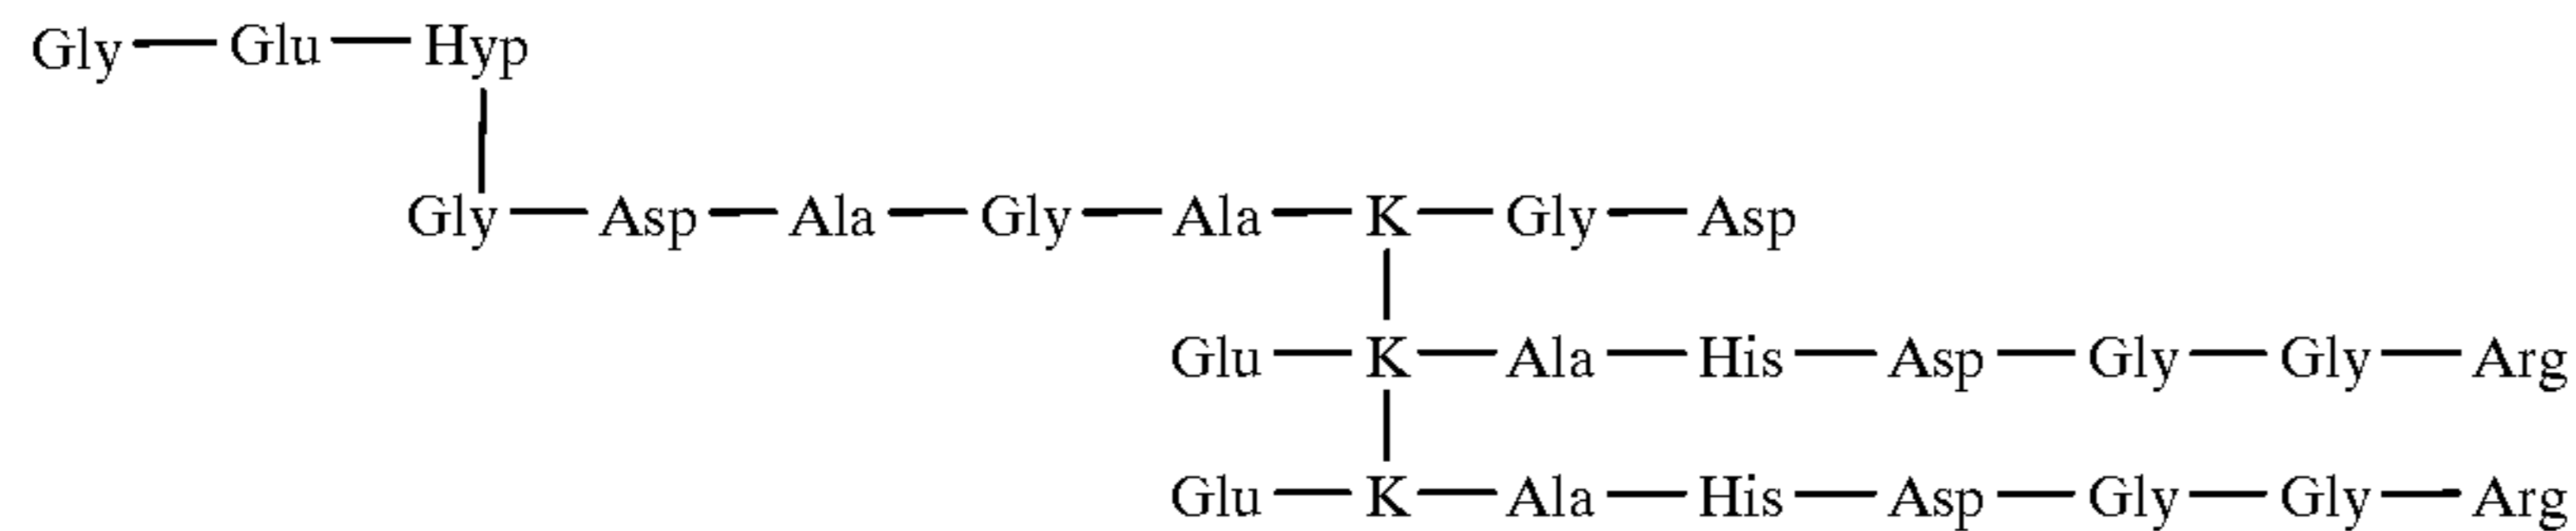 Gly—Glu—Hyp
Gly—Asp—Ala—Gly—Ala—K—Gly—Asp
Glu—K—Ala—His—Asp—Gly—Gly—Arg
Glu—K—Ala—His—Asp—Gly—Gly—Arg